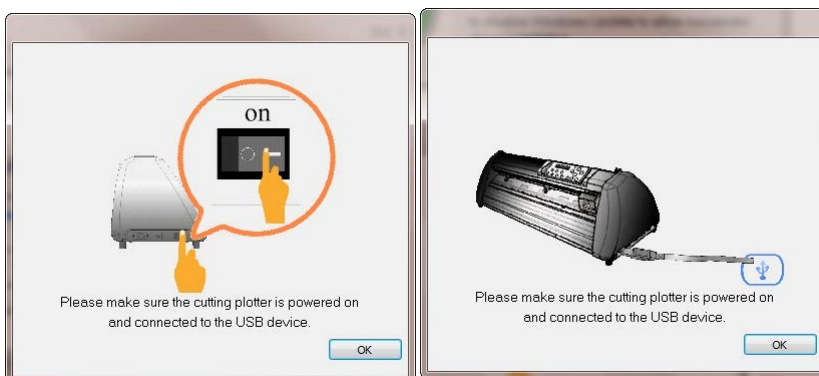 on
Please make sure the cutting plotter is powered on
and connected to the USB device.
OK
Please make sure the cutting plotter is powered on
and connected to the USB device.
OK